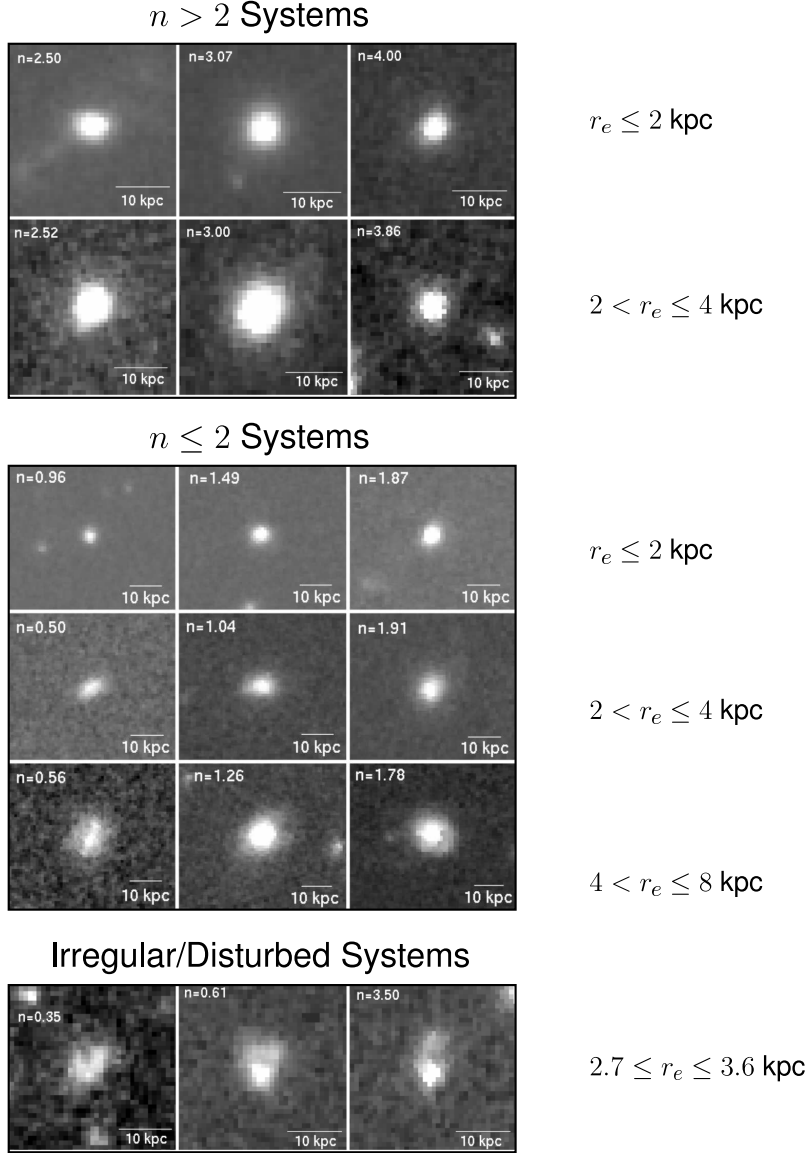 n > 2 Systems
n=2.50 n=3.07 n=4.00
10 kpc 10 kpc 10 kpc
r_e ≤ 2 kpc
n=2.52 n=3.00 n=3.86
10 kpc 10 kpc 10 kpc
2 < r_e ≤ 4 kpc
n ≤ 2 Systems
n=0.96 n=1.49 n=1.87
10 kpc 10 kpc 10 kpc
r_e ≤ 2 kpc
n=0.50 n=1.04 n=1.91
10 kpc 10 kpc 10 kpc
2 < r_e ≤ 4 kpc
n=0.56 n=1.26 n=1.78
10 kpc 10 kpc 10 kpc
4 < r_e ≤ 8 kpc
Irregular/Disturbed Systems
n=0.35 n=0.61 n=3.50
10 kpc 10 kpc 10 kpc
2.7 ≤ r_e ≤ 3.6 kpc